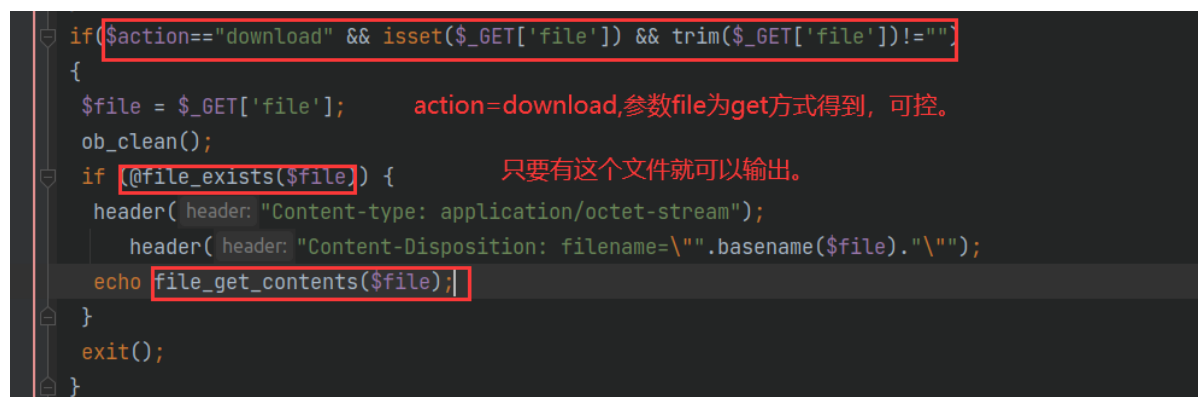 if($action=="download" && isset($_GET['file']) && trim($_GET['file'])!="")
{
$file = $_GET['file']; action=download,参数file为get方式得到，可控。
ob_clean();
if (@file_exists($file)) { 只要有这个文件就可以输出。
header( header: "Content-type: application/octet-stream");
header( header: "Content-Disposition: filename=\"".basename($file)."\"");
echo file_get_contents($file);
}
exit();
}